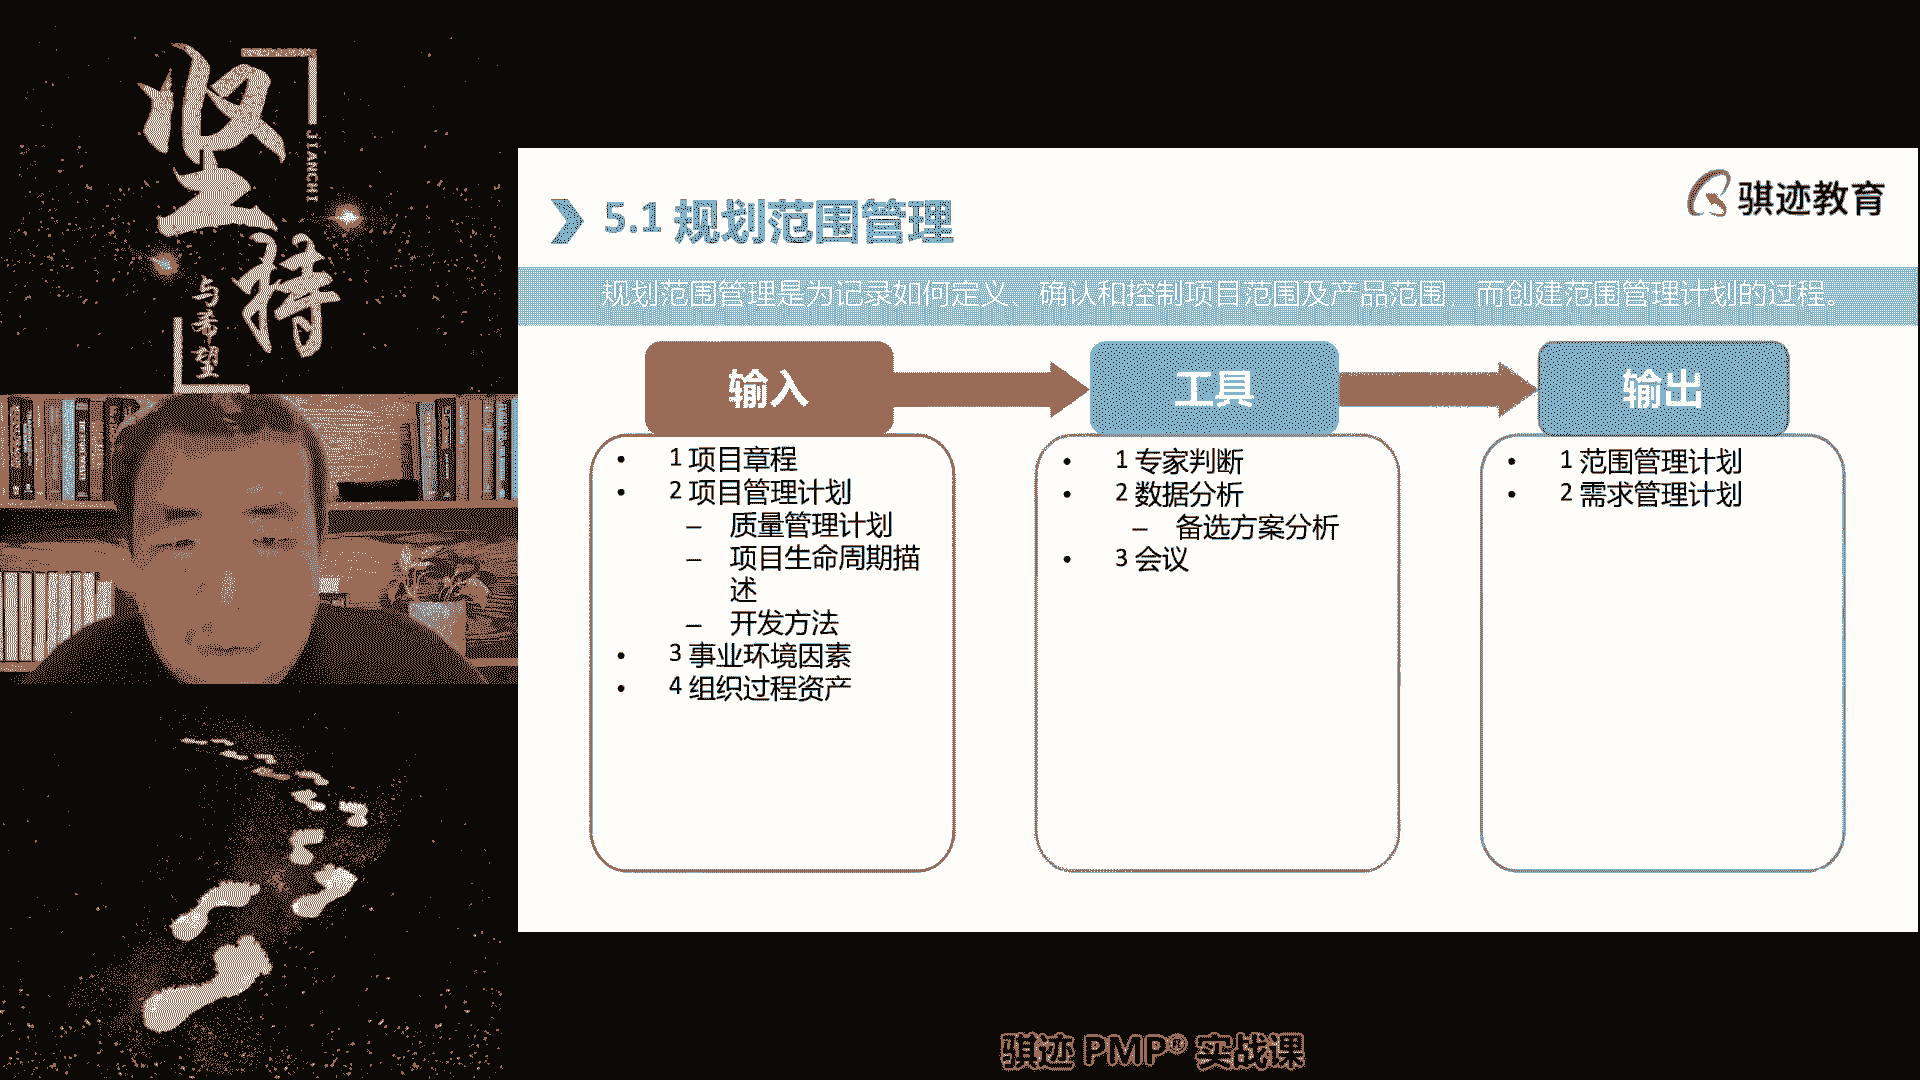 坚持
JIANCHI
与希望
骐迹教育
5.1 规划范围管理
规划范围管理是为记录如何定义、确认和控制项目范围及产品范围，而创建范围管理计划的过程。
输入
1 项目章程
2 项目管理计划
– 质量管理计划
– 项目生命周期描
述
– 开发方法
3 事业环境因素
4 组织过程资产
工具
1 专家判断
2 数据分析
– 备选方案分析
3 会议
输出
1 范围管理计划
2 需求管理计划
骐迹 PMP® 实战课